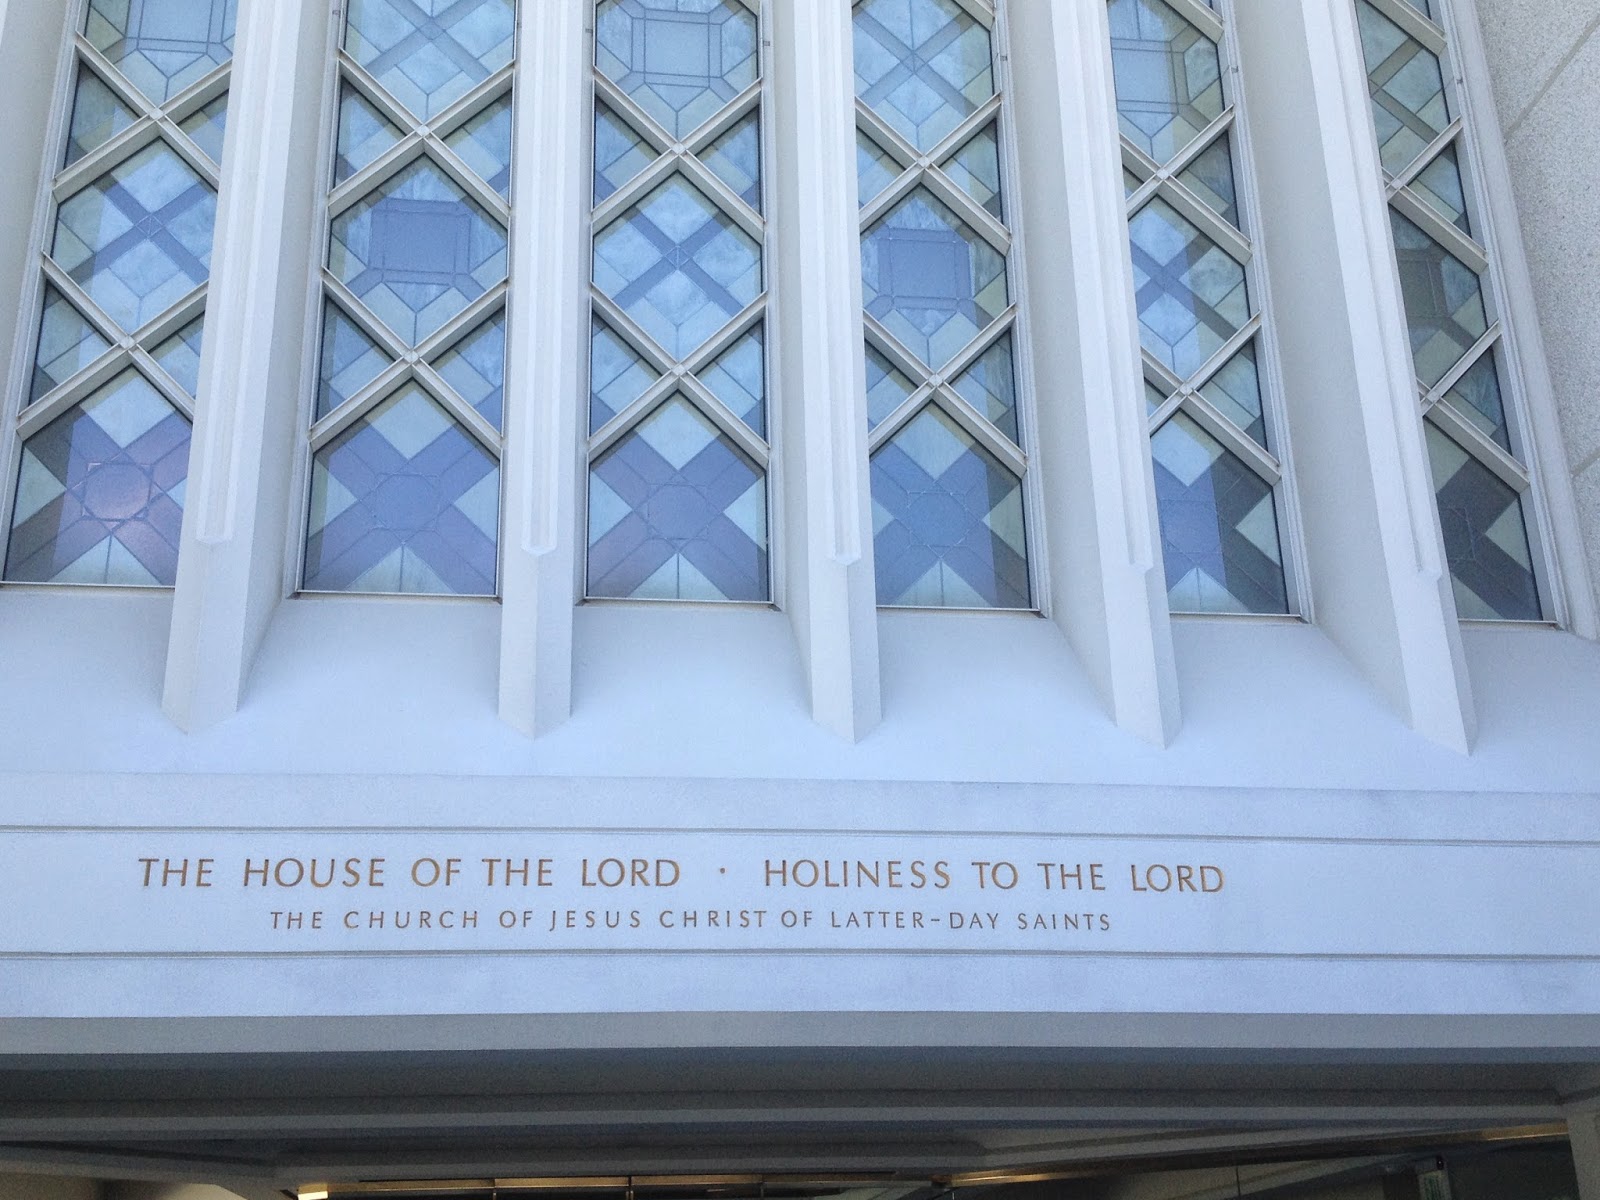 THE HOUSE OF THE LORD · HOLINESS TO THE LORD
THE CHURCH OF JESUS CHRIST OF LATTER-DAY SAINTS